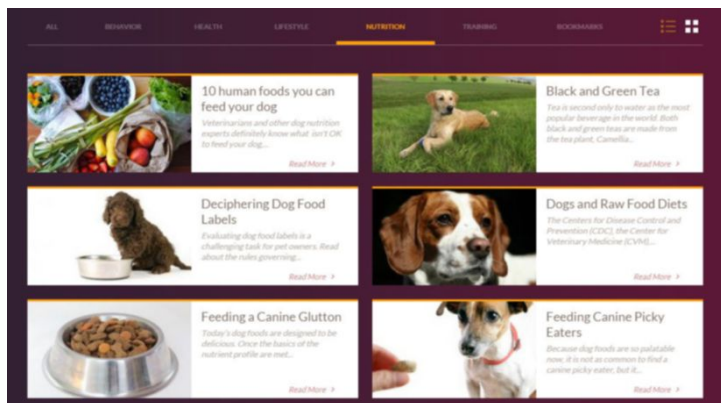 ALL BEHAVIOR HEALTH LIFESTYLE NUTRITION TRAINING BOOKMARKS
10 human foods you can
feed your dog
Veterinarians and other dog nutrition
experts definitely know what isn't OK
to feed your dog,...
Read More >
Black and Green Tea
Tea is second only to water as the most
popular beverage in the world. Both
black and green teas are made from
the tea plant, Camellia...
Read More >
Deciphering Dog Food
Labels
Evaluating dog food labels is a
challenging task for pet owners. Read
about the rules governing...
Read More >
Dogs and Raw Food Diets
The Centers for Disease Control and
Prevention (CDC), the Center for
Veterinary Medicine (CVM),...
Read More >
Feeding a Canine Glutton
Today's dog foods are designed to be
delicious. Once the basics of the
nutrient profile are met,...
Read More >
Feeding Canine Picky
Eaters
Because dog foods are so palatable
now, it is not as common to find a
canine picky eater, but it,...
Read More >